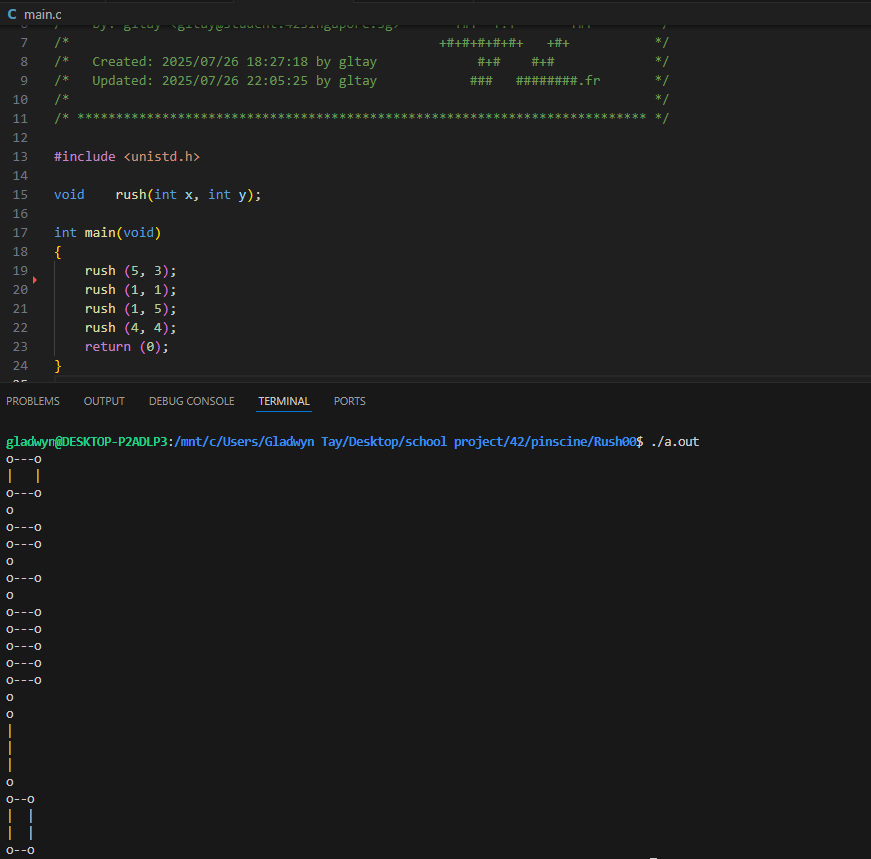 C main.c
6 /* By: gltay <gltay@student.42singapore.sg> +#+ +:+ +#+ */
7 /* +#+#+#+#+#+ +#+ */
8 /* Created: 2025/07/26 18:27:18 by gltay #+# #+# */
9 /* Updated: 2025/07/26 22:05:25 by gltay ### ########.fr */
10 /* */
11 /* ************************************************************************** */
12
13 #include <unistd.h>
14
15 void rush(int x, int y);
16
17 int main(void)
18 {
19 rush (5, 3);
20 rush (1, 1);
21 rush (1, 5);
22 rush (4, 4);
23 return (0);
24 }
25
PROBLEMS OUTPUT DEBUG CONSOLE TERMINAL PORTS
gladwyn@DESKTOP-P2ADLP3:/mnt/c/Users/Gladwyn Tay/Desktop/school project/42/pinscine/Rush00$ ./a.out
o---o
|   |
o---o
o
o---o
o---o
o
o---o
o
o---o
o---o
o---o
o---o
o---o
o
o
|
|
|
o
o--o
|  |
|  |
o--o